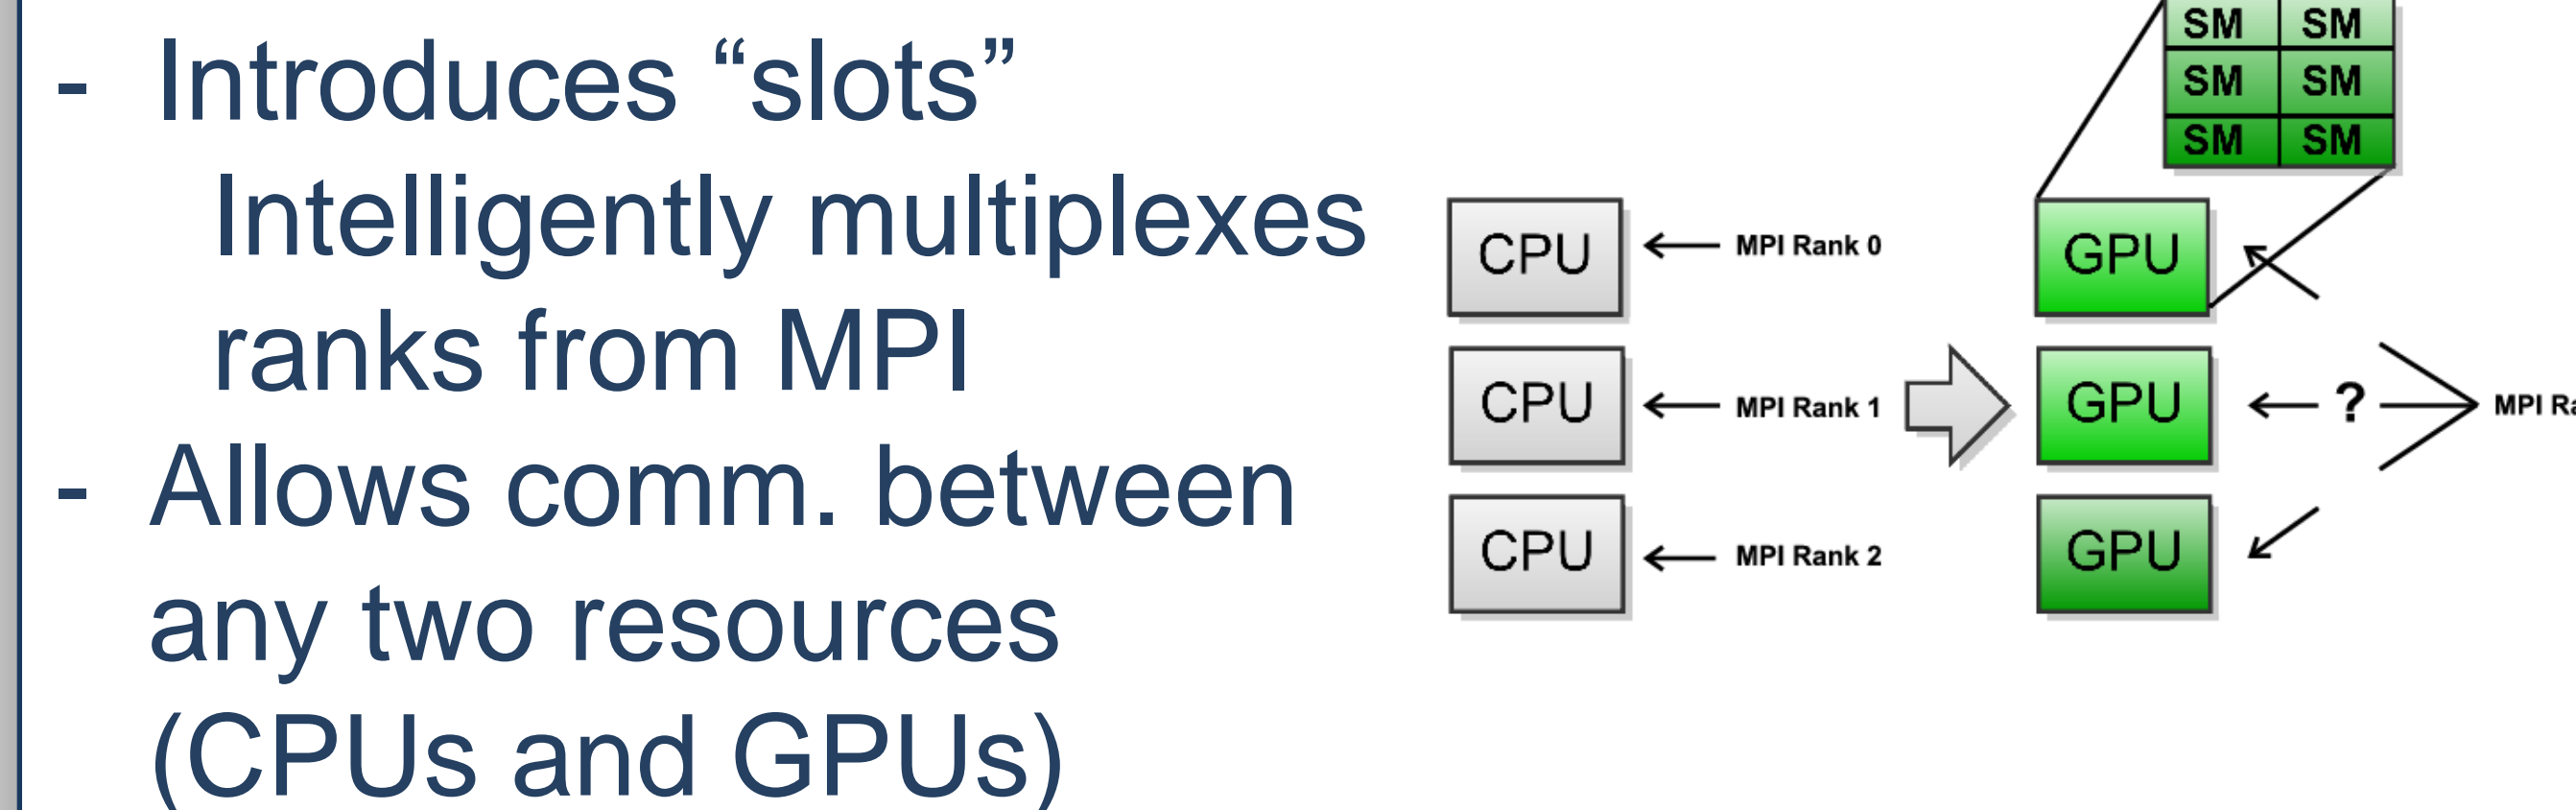 - Introduces “slots”
Intelligently multiplexes
ranks from MPI
- Allows comm. between
any two resources
(CPUs and GPUs)
SM SM
SM SM
SM SM
CPU
MPI Rank 0
GPU
CPU
MPI Rank 1
GPU
?
MPI
CPU
MPI Rank 2
GPU